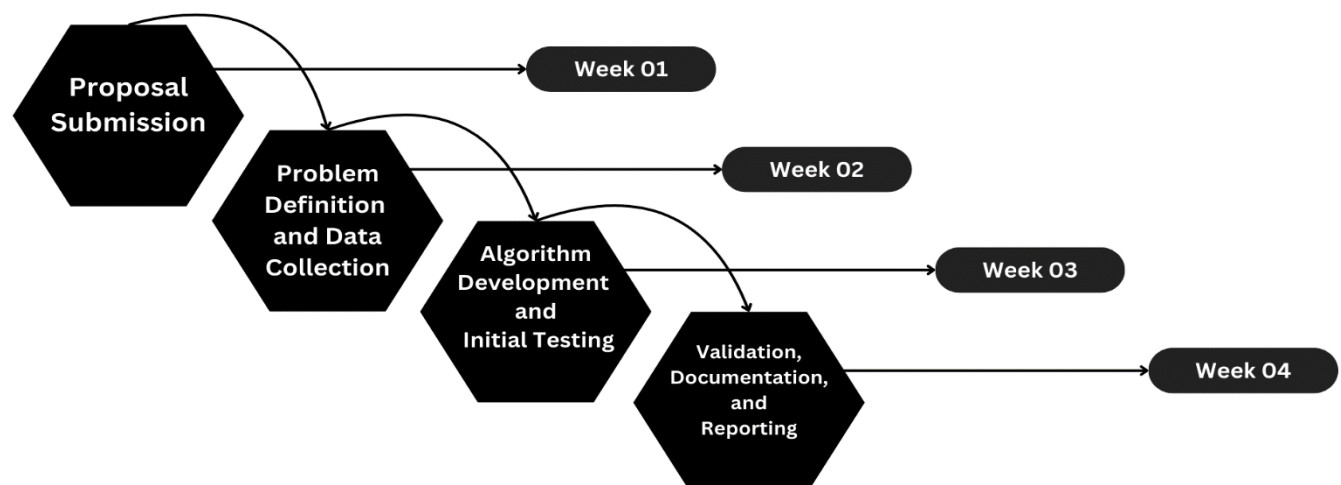 Proposal
Submission
Week 01
Problem
Definition
and Data
Collection
Week 02
Algorithm
Development
and
Initial Testing
Week 03
Validation,
Documentation,
and
Reporting
Week 04